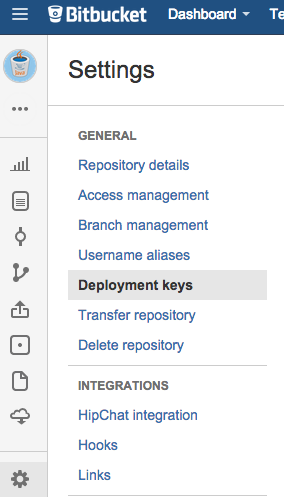 Bitbucket Dashboard Te
Settings
GENERAL
Repository details
Access management
Branch management
Username aliases
Deployment keys
Transfer repository
Delete repository
INTEGRATIONS
HipChat integration
Hooks
Links